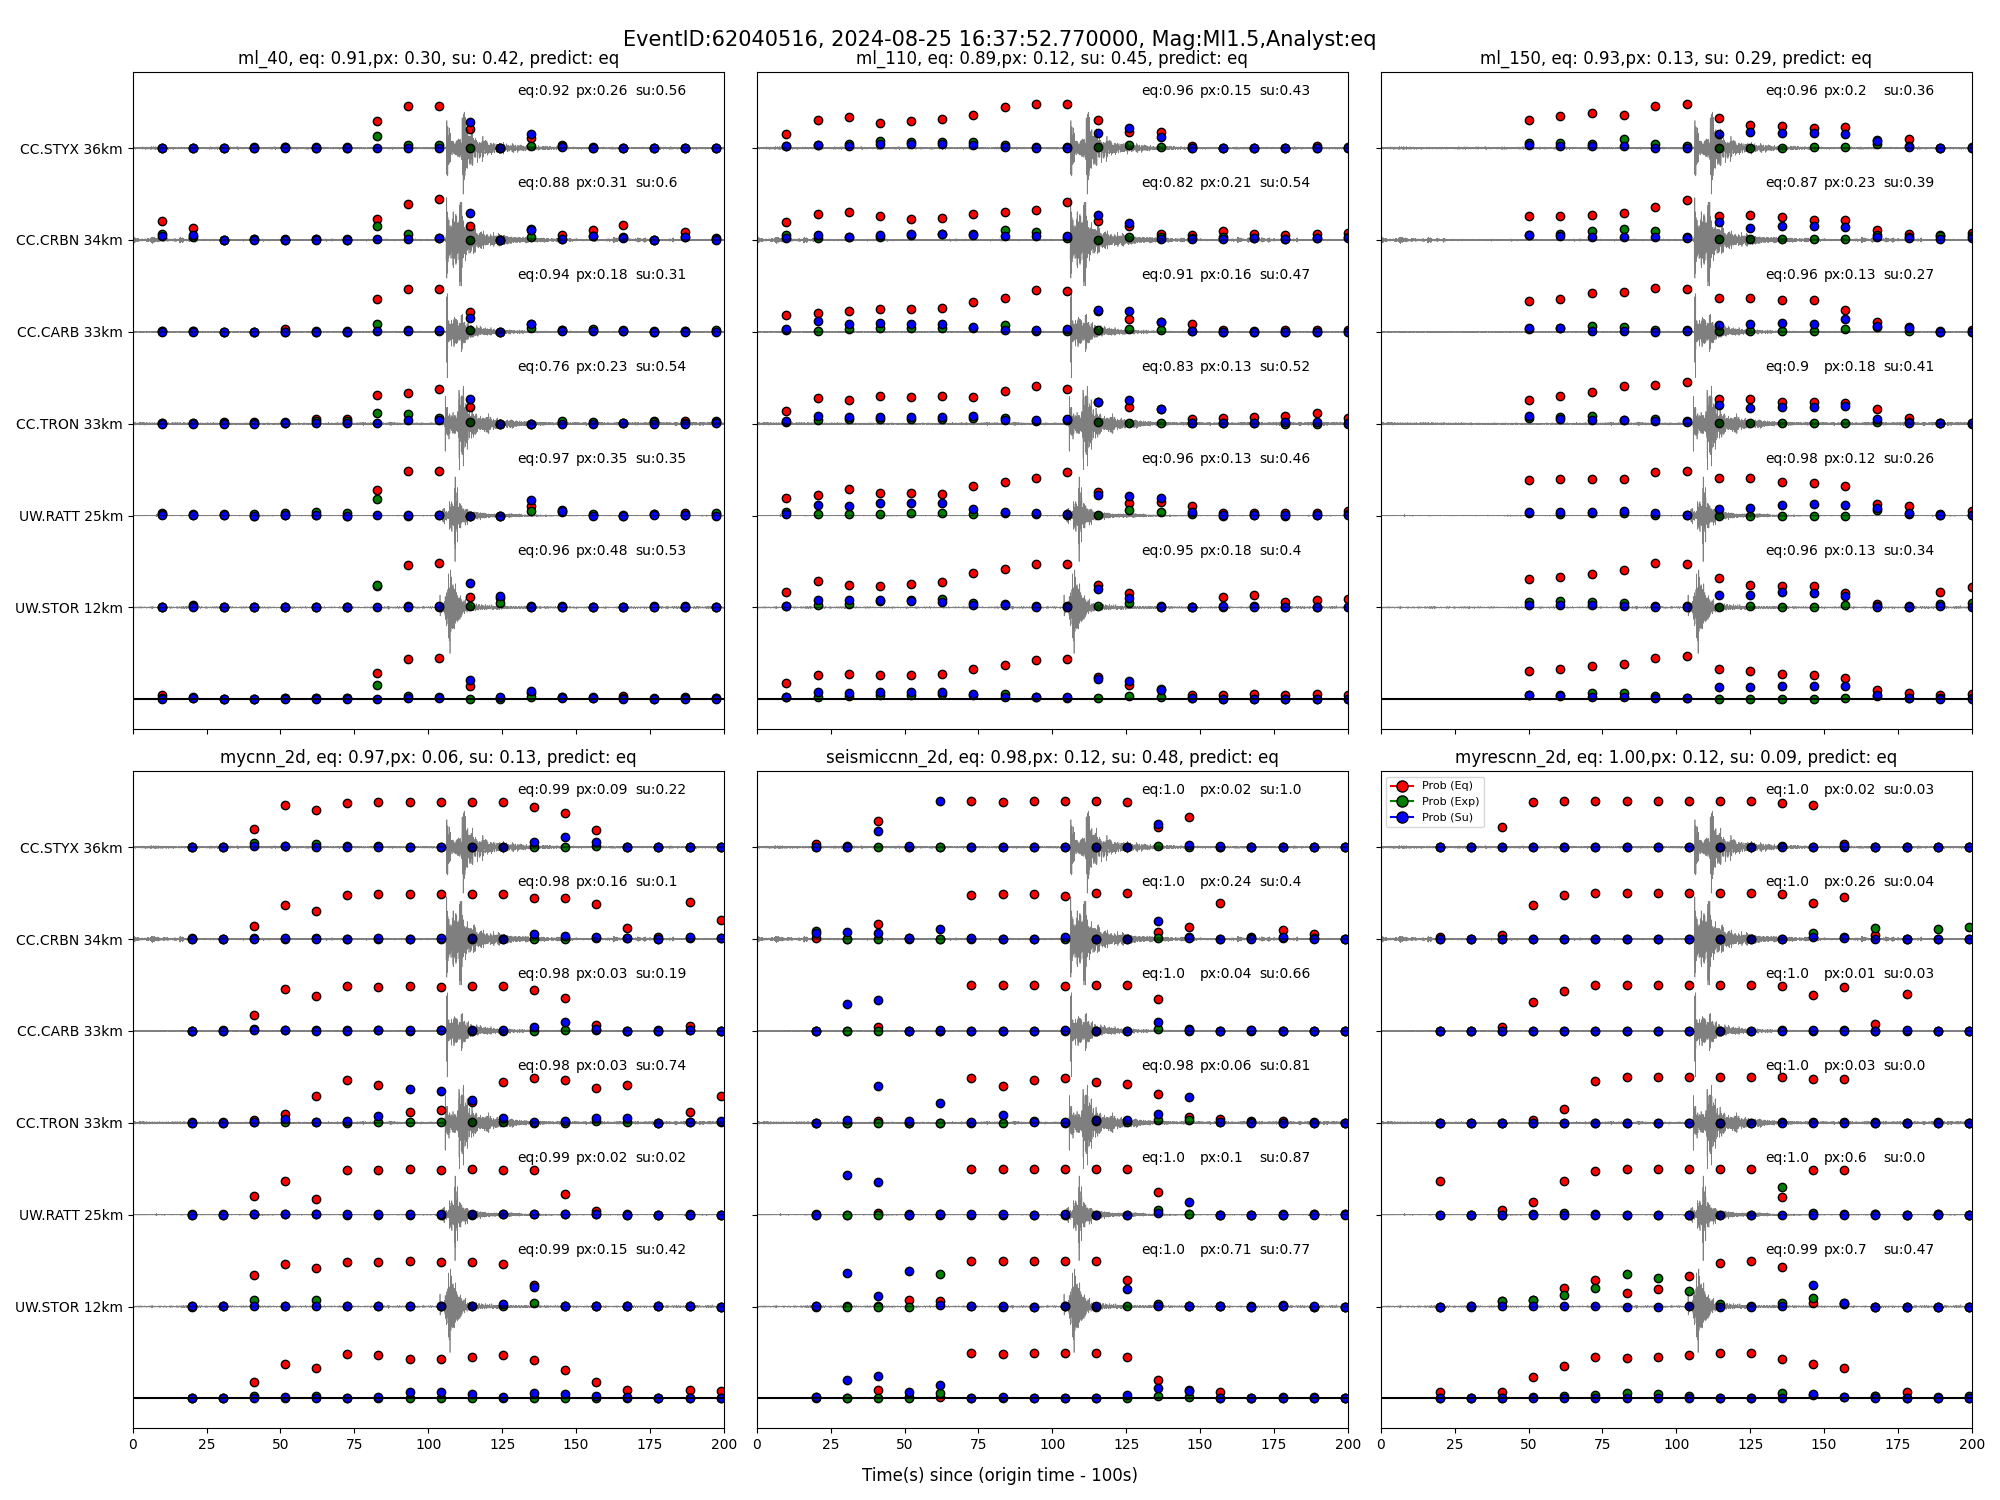 EventID:62040516, 2024-08-25 16:37:52.770000, Mag:Ml1.5,Analyst:eq
ml_40, eq: 0.91,px: 0.30, su: 0.42, predict: eq
CC.STYX 36km
eq:0.92 px:0.26 su:0.56
CC.CRBN 34km
eq:0.88 px:0.31 su:0.6
CC.CARB 33km
eq:0.94 px:0.18 su:0.31
CC.TRON 33km
eq:0.76 px:0.23 su:0.54
UW.RATT 25km
eq:0.97 px:0.35 su:0.35
UW.STOR 12km
eq:0.96 px:0.48 su:0.53
ml_110, eq: 0.89,px: 0.12, su: 0.45, predict: eq
eq:0.96 px:0.15 su:0.43
eq:0.82 px:0.21 su:0.54
eq:0.91 px:0.16 su:0.47
eq:0.83 px:0.13 su:0.52
eq:0.96 px:0.13 su:0.46
eq:0.95 px:0.18 su:0.4
ml_150, eq: 0.93,px: 0.13, su: 0.29, predict: eq
eq:0.96 px:0.2 su:0.36
eq:0.87 px:0.23 su:0.39
eq:0.96 px:0.13 su:0.27
eq:0.9 px:0.18 su:0.41
eq:0.98 px:0.12 su:0.26
eq:0.96 px:0.13 su:0.34
mycnn_2d, eq: 0.97,px: 0.06, su: 0.13, predict: eq
CC.STYX 36km
eq:0.99 px:0.09 su:0.22
CC.CRBN 34km
eq:0.98 px:0.16 su:0.1
CC.CARB 33km
eq:0.98 px:0.03 su:0.19
CC.TRON 33km
eq:0.98 px:0.03 su:0.74
UW.RATT 25km
eq:0.99 px:0.02 su:0.02
UW.STOR 12km
eq:0.99 px:0.15 su:0.42
0 25 50 75 100 125 150 175 200
seismiccnn_2d, eq: 0.98,px: 0.12, su: 0.48, predict: eq
eq:1.0 px:0.02 su:1.0
eq:1.0 px:0.24 su:0.4
eq:1.0 px:0.04 su:0.66
eq:0.98 px:0.06 su:0.81
eq:1.0 px:0.1 su:0.87
eq:1.0 px:0.71 su:0.77
0 25 50 75 100 125 150 175 200
myrescnn_2d, eq: 1.00,px: 0.12, su: 0.09, predict: eq
Prob (Eq)
Prob (Exp)
Prob (Su)
eq:1.0 px:0.02 su:0.03
eq:1.0 px:0.26 su:0.04
eq:1.0 px:0.01 su:0.03
eq:1.0 px:0.03 su:0.0
eq:1.0 px:0.6 su:0.0
eq:0.99 px:0.7 su:0.47
0 25 50 75 100 125 150 175 200
Time(s) since (origin time - 100s)